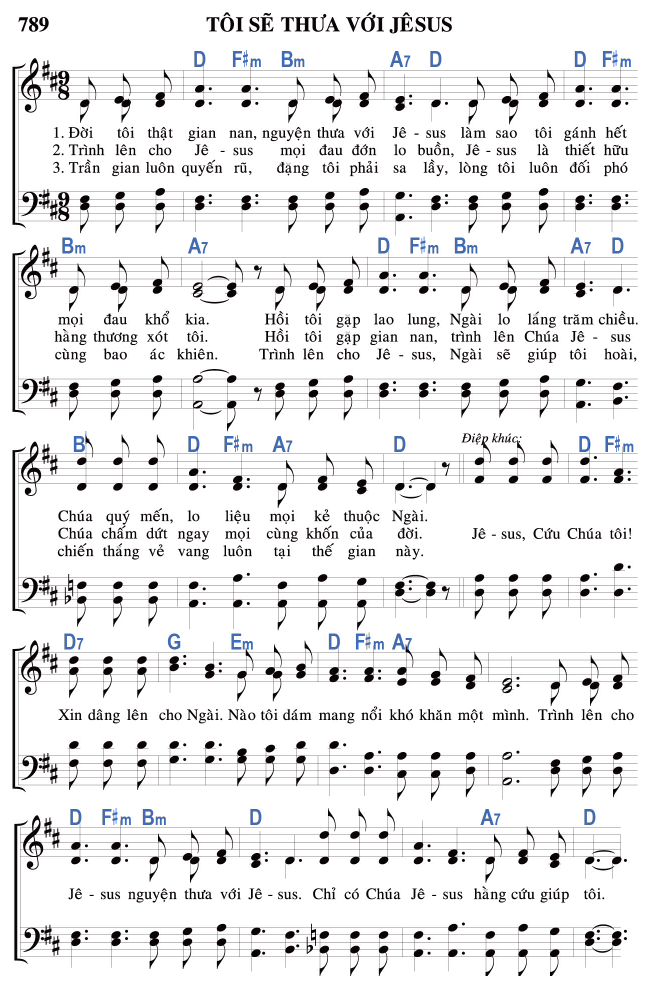 789 TÔI SẼ THƯA VỚI JÊSUS
D F♯m Bm A7 D D F♯m
9 8
1. Đời tôi thật gian nan, nguyện thưa với Jê - sus làm sao tôi gánh hết
2. Trình lên cho Jê - sus mọi đau đớn lo buồn, Jê - sus là thiết hữu
3. Trần gian luôn quyến rũ, đạng tôi phải sa lầy, lòng tôi luôn đối phó
9 8
Bm A7 D F♯m Bm A7 D
mọi đau khổ kia. Hồi tôi gặp lao lung, Ngài lo lắng trăm chiều.
hằng thương xót tôi. Hồi tôi gặp gian nan, trình lên Chúa Jê - sus
cùng bao ác khiên. Trình lên cho Jê - sus, Ngài sẽ giúp tôi hoài,
B D F♯m A7 D Điệp khúc: D F♯m
Chúa quý mến, lo liệu mọi kẻ thuộc Ngài.
Chúa chấm dứt ngay mọi cùng khốn của đời. Jê - sus, Cứu Chúa tôi!
chiến thắng vẻ vang luôn tại thế gian này.
D7 G Em D F♯m A7
Xin dâng lên cho Ngài. Nào tôi dám mang nổi khó khăn một mình. Trình lên cho
D F♯m Bm D A7 D
Jê - sus nguyện thưa với Jê - sus. Chỉ có Chúa Jê - sus hằng cứu giúp tôi.